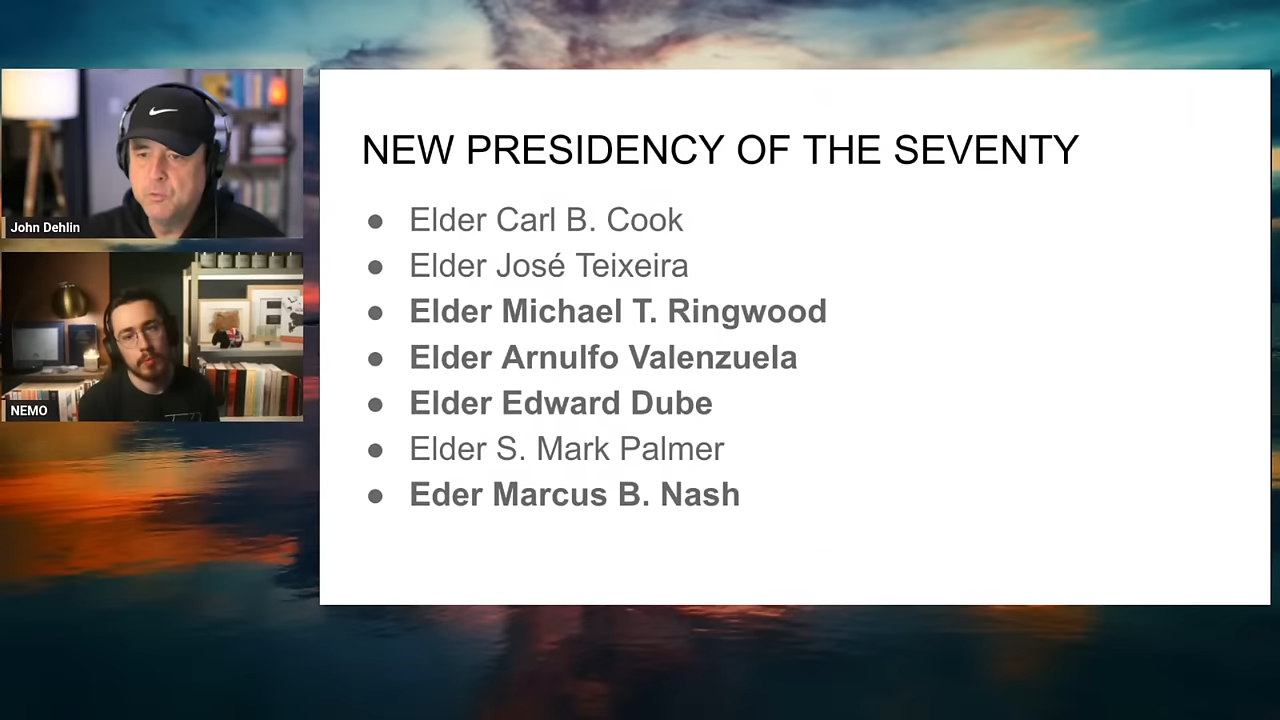 John Dehlin
NEMO
NEW PRESIDENCY OF THE SEVENTY
● Elder Carl B. Cook
● Elder José Teixeira
● Elder Michael T. Ringwood
● Elder Arnulfo Valenzuela
● Elder Edward Dube
● Elder S. Mark Palmer
● Eder Marcus B. Nash